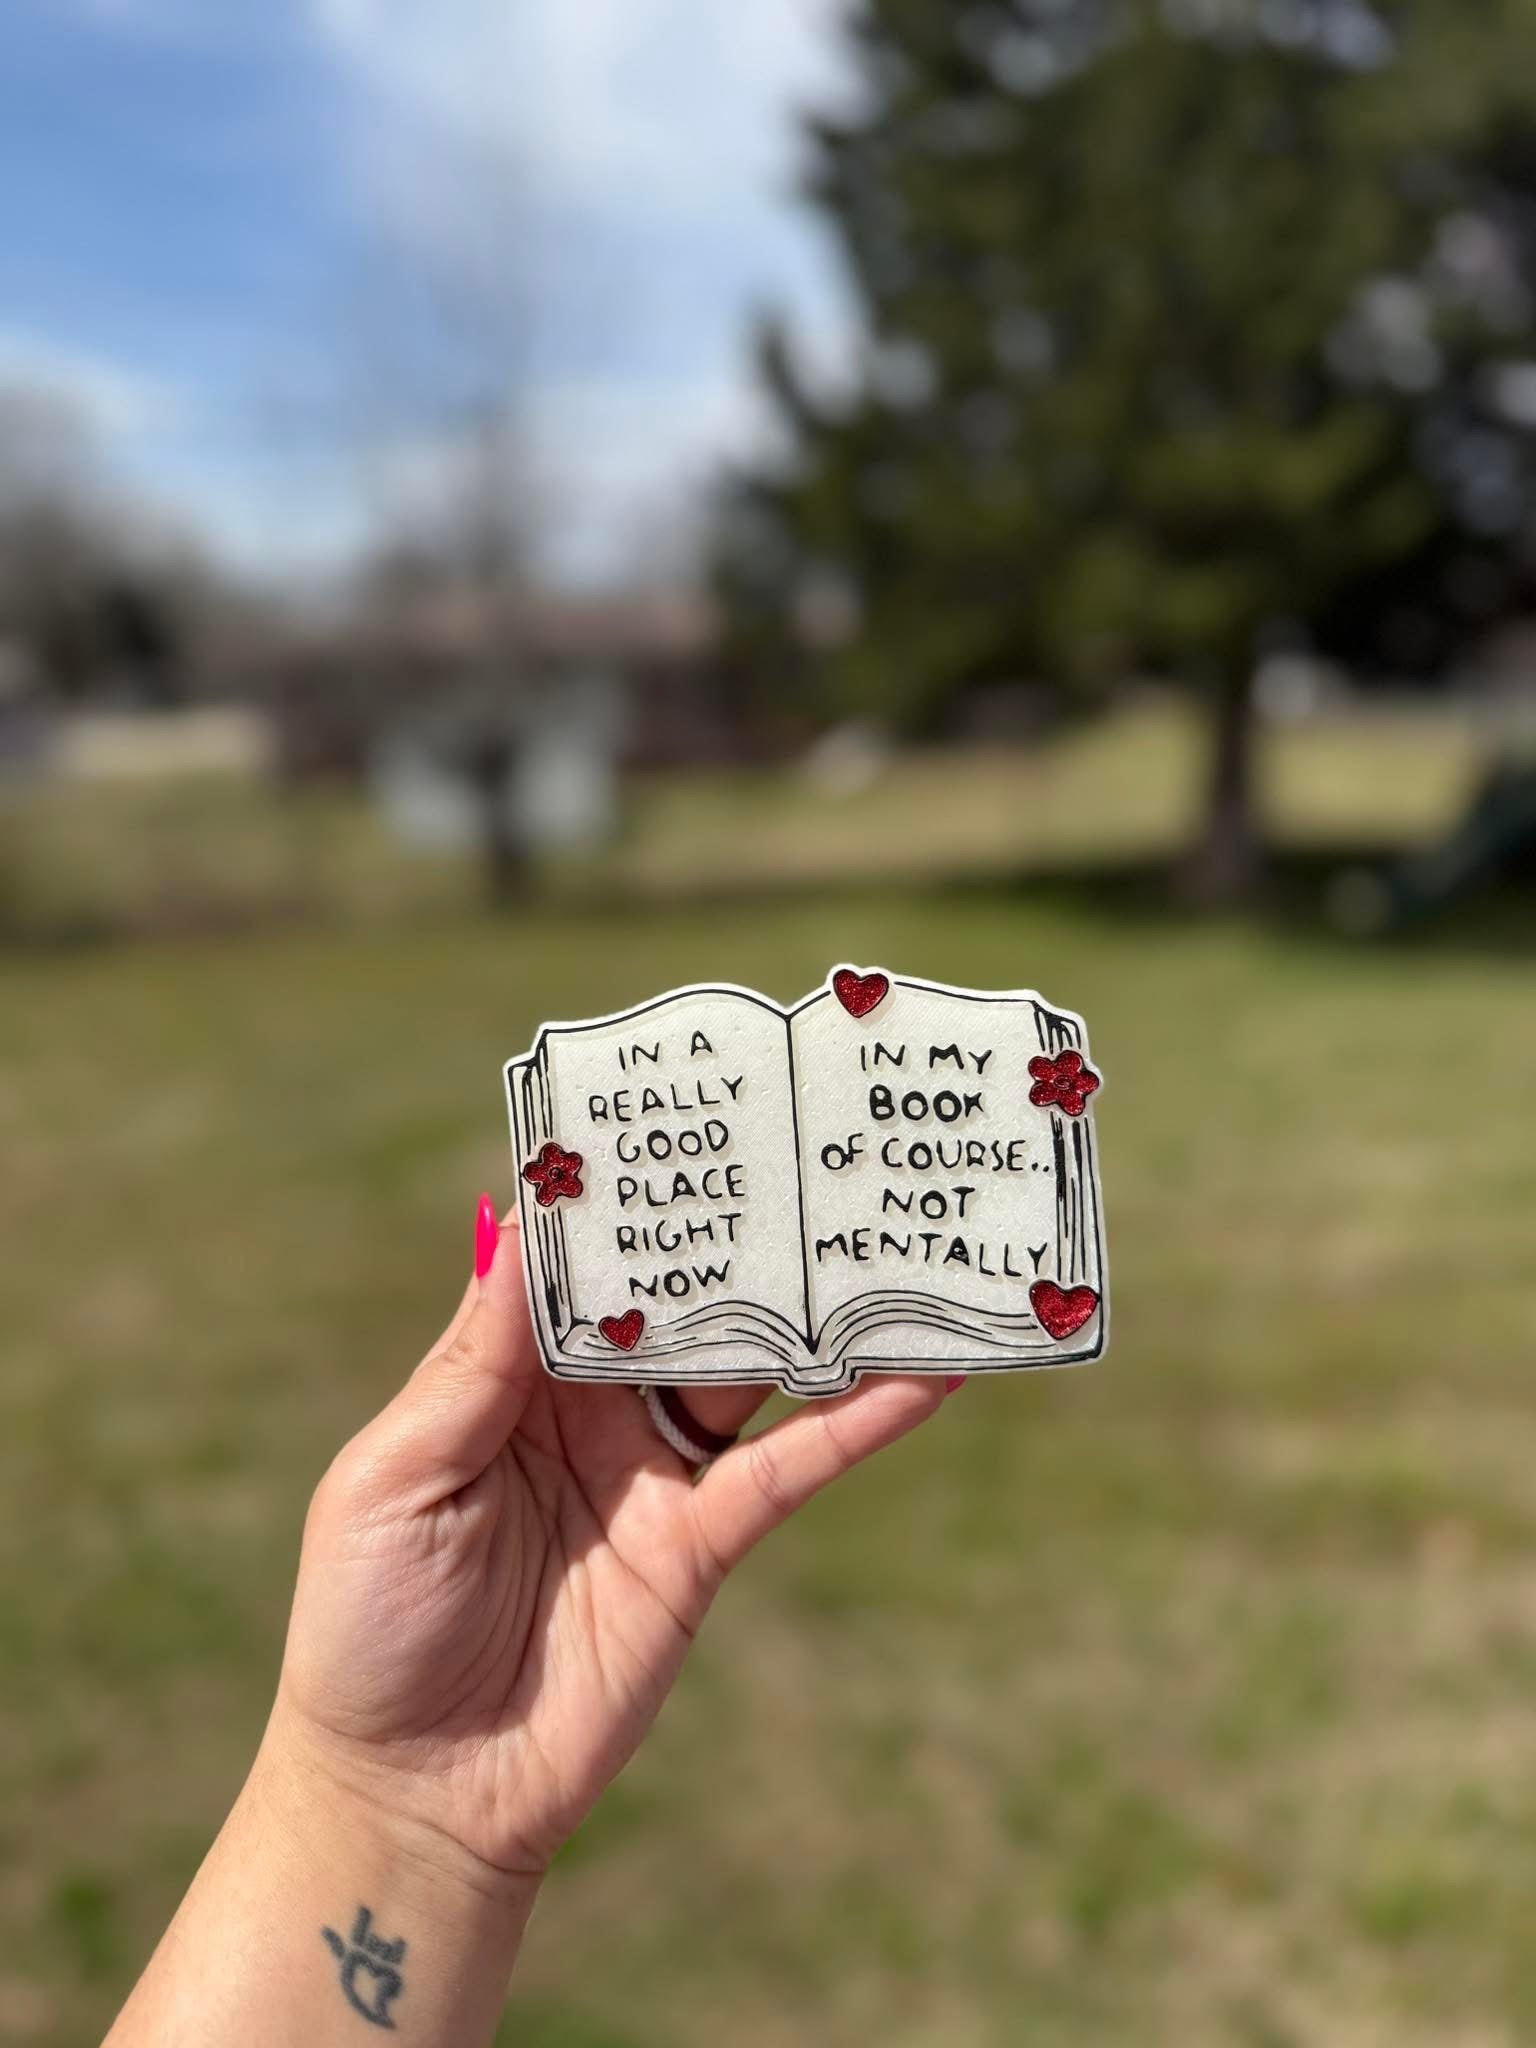 IN A
REALLY
GOOD
PLACE
RIGHT
NOW
IN MY
BOOK
OF COURSE..
NOT
MENTALLY